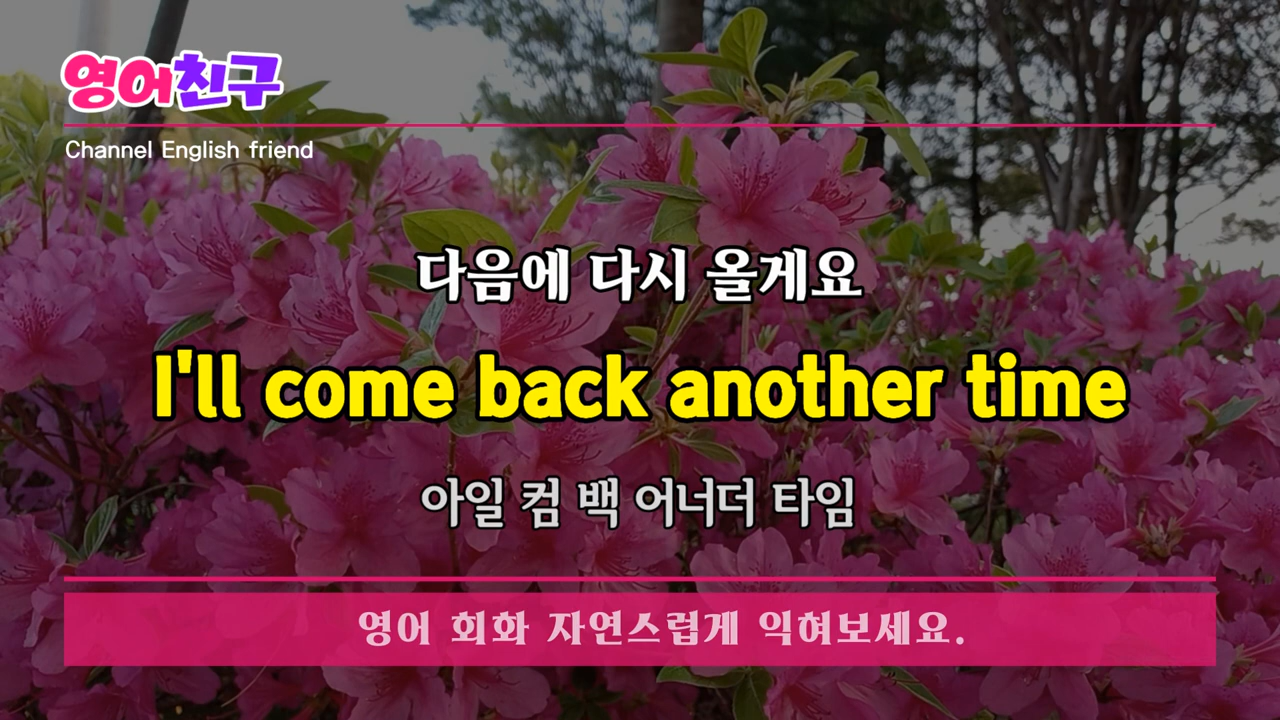 영어친구
Channel English friend
다음에 다시 올게요
I'll come back another time
아일 컴 백 어너더 타임
영어 회화 자연스럽게 익혀보세요.